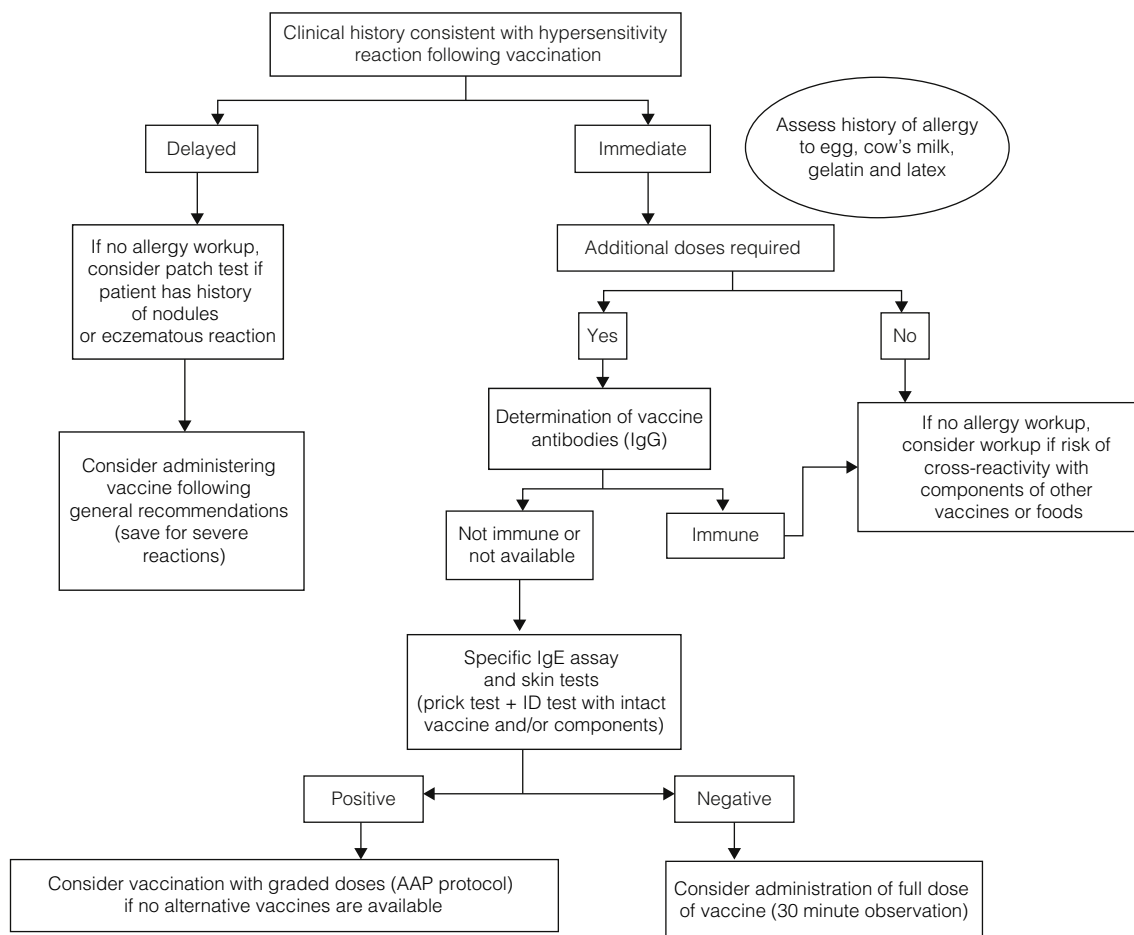 Clinical history consistent with hypersensitivity
reaction following vaccination
Delayed
Immediate
Assess history of allergy
to egg, cow's milk,
gelatin and latex
If no allergy workup,
consider patch test if
patient has history
of nodules
or eczematous reaction
Additional doses required
Yes
No
Determination of vaccine
antibodies (IgG)
If no allergy workup,
consider workup if risk of
cross-reactivity with
components of other
vaccines or foods
Consider administering
vaccine following
general recommendations
(save for severe
reactions)
Not immune or
not available
Immune
Specific IgE assay
and skin tests
(prick test + ID test with intact
vaccine and/or components)
Positive
Negative
Consider vaccination with graded doses (AAP protocol)
if no alternative vaccines are available
Consider administration of full dose
of vaccine (30 minute observation)